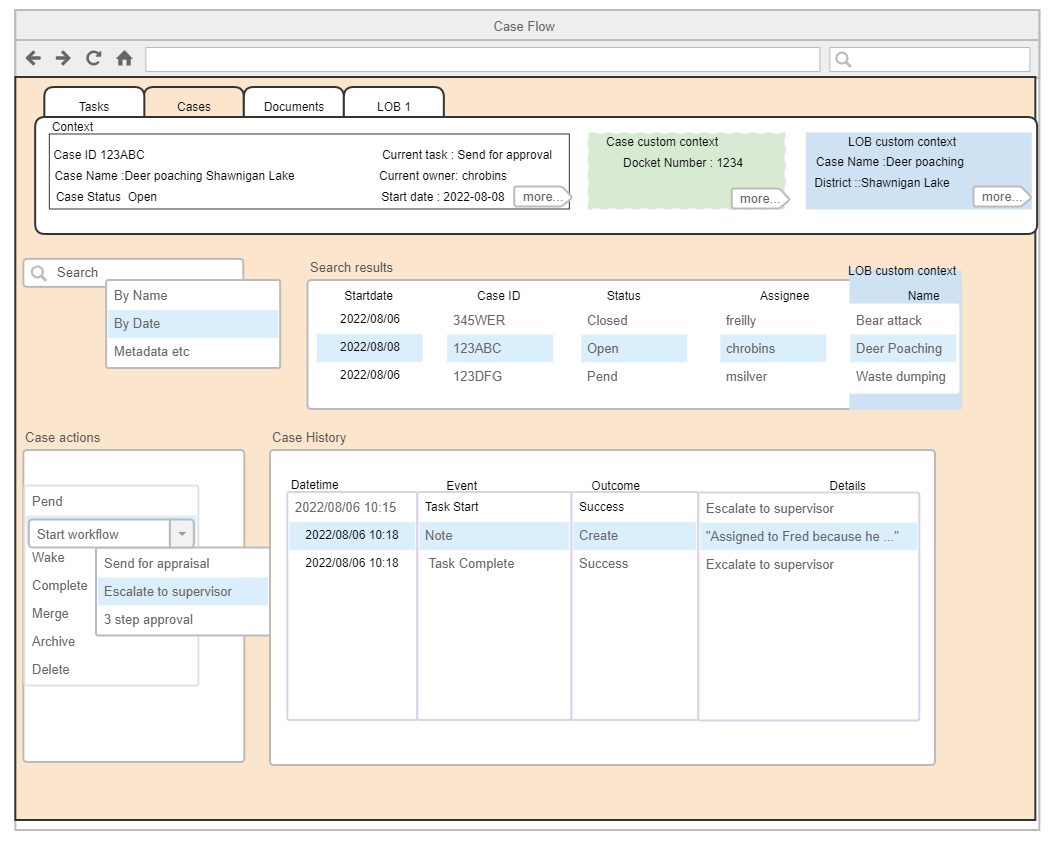 Case Flow
Tasks Cases Documents LOB 1
Context
Case ID 123ABC Current task : Send for approval
Case Name :Deer poaching Shawnigan Lake Current owner: chrobins
Case Status Open Start date : 2022-08-08 more...
Case custom context
Docket Number : 1234
more...
LOB custom context
Case Name :Deer poaching
District ::Shawnigan Lake
more...
Search
By Name
By Date
Metadata etc
Search results
LOB custom context
Startdate Case ID Status Assignee Name
2022/08/06 345WER Closed freilly Bear attack
2022/08/08 123ABC Open chrobins Deer Poaching
2022/08/06 123DFG Pend msilver Waste dumping
Case actions
Pend
Start workflow
Wake
Complete
Merge
Archive
Delete
Send for appraisal
Escalate to supervisor
3 step approval
Case History
Datetime Event Outcome Details
2022/08/06 10:15 Task Start Success Escalate to supervisor
2022/08/06 10:18 Note Create "Assigned to Fred because he ..."
2022/08/06 10:18 Task Complete Success Excalate to supervisor